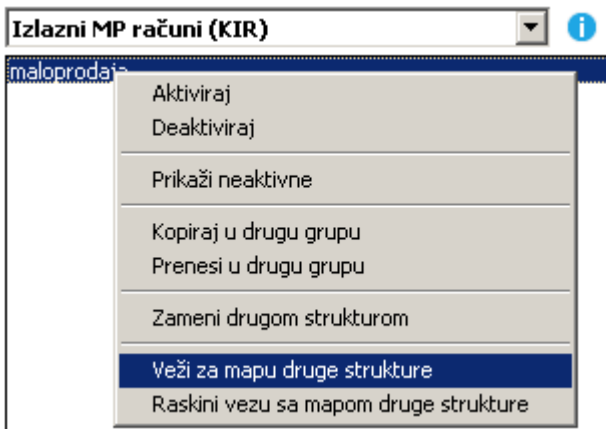 Izlazni MP računi (KIR)
maloprodaja
Aktiviraj
Deaktiviraj
Prikaži neaktivne
Kopiraj u drugu grupu
Prenesi u drugu grupu
Zameni drugom strukturom
Veži za mapu druge strukture
Raskini vezu sa mapom druge strukture